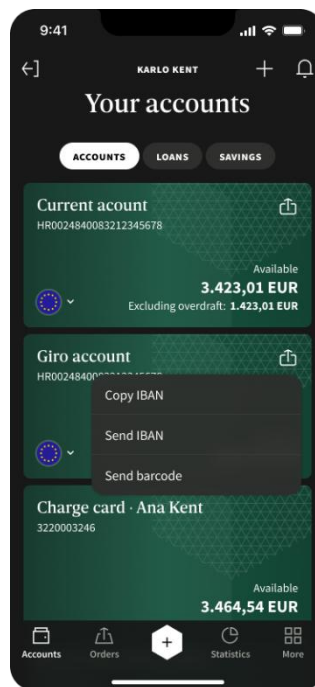 9:41
KARLO KENT
Your accounts
ACCOUNTS LOANS SAVINGS
Current acount
HR0024840083212345678
Available
3.423,01 EUR
Excluding overdraft: 1.423,01 EUR
Giro account
Copy IBAN
Send IBAN
Send barcode
Charge card · Ana Kent
3220003246
Available
3.464,54 EUR
Accounts Orders Statistics More